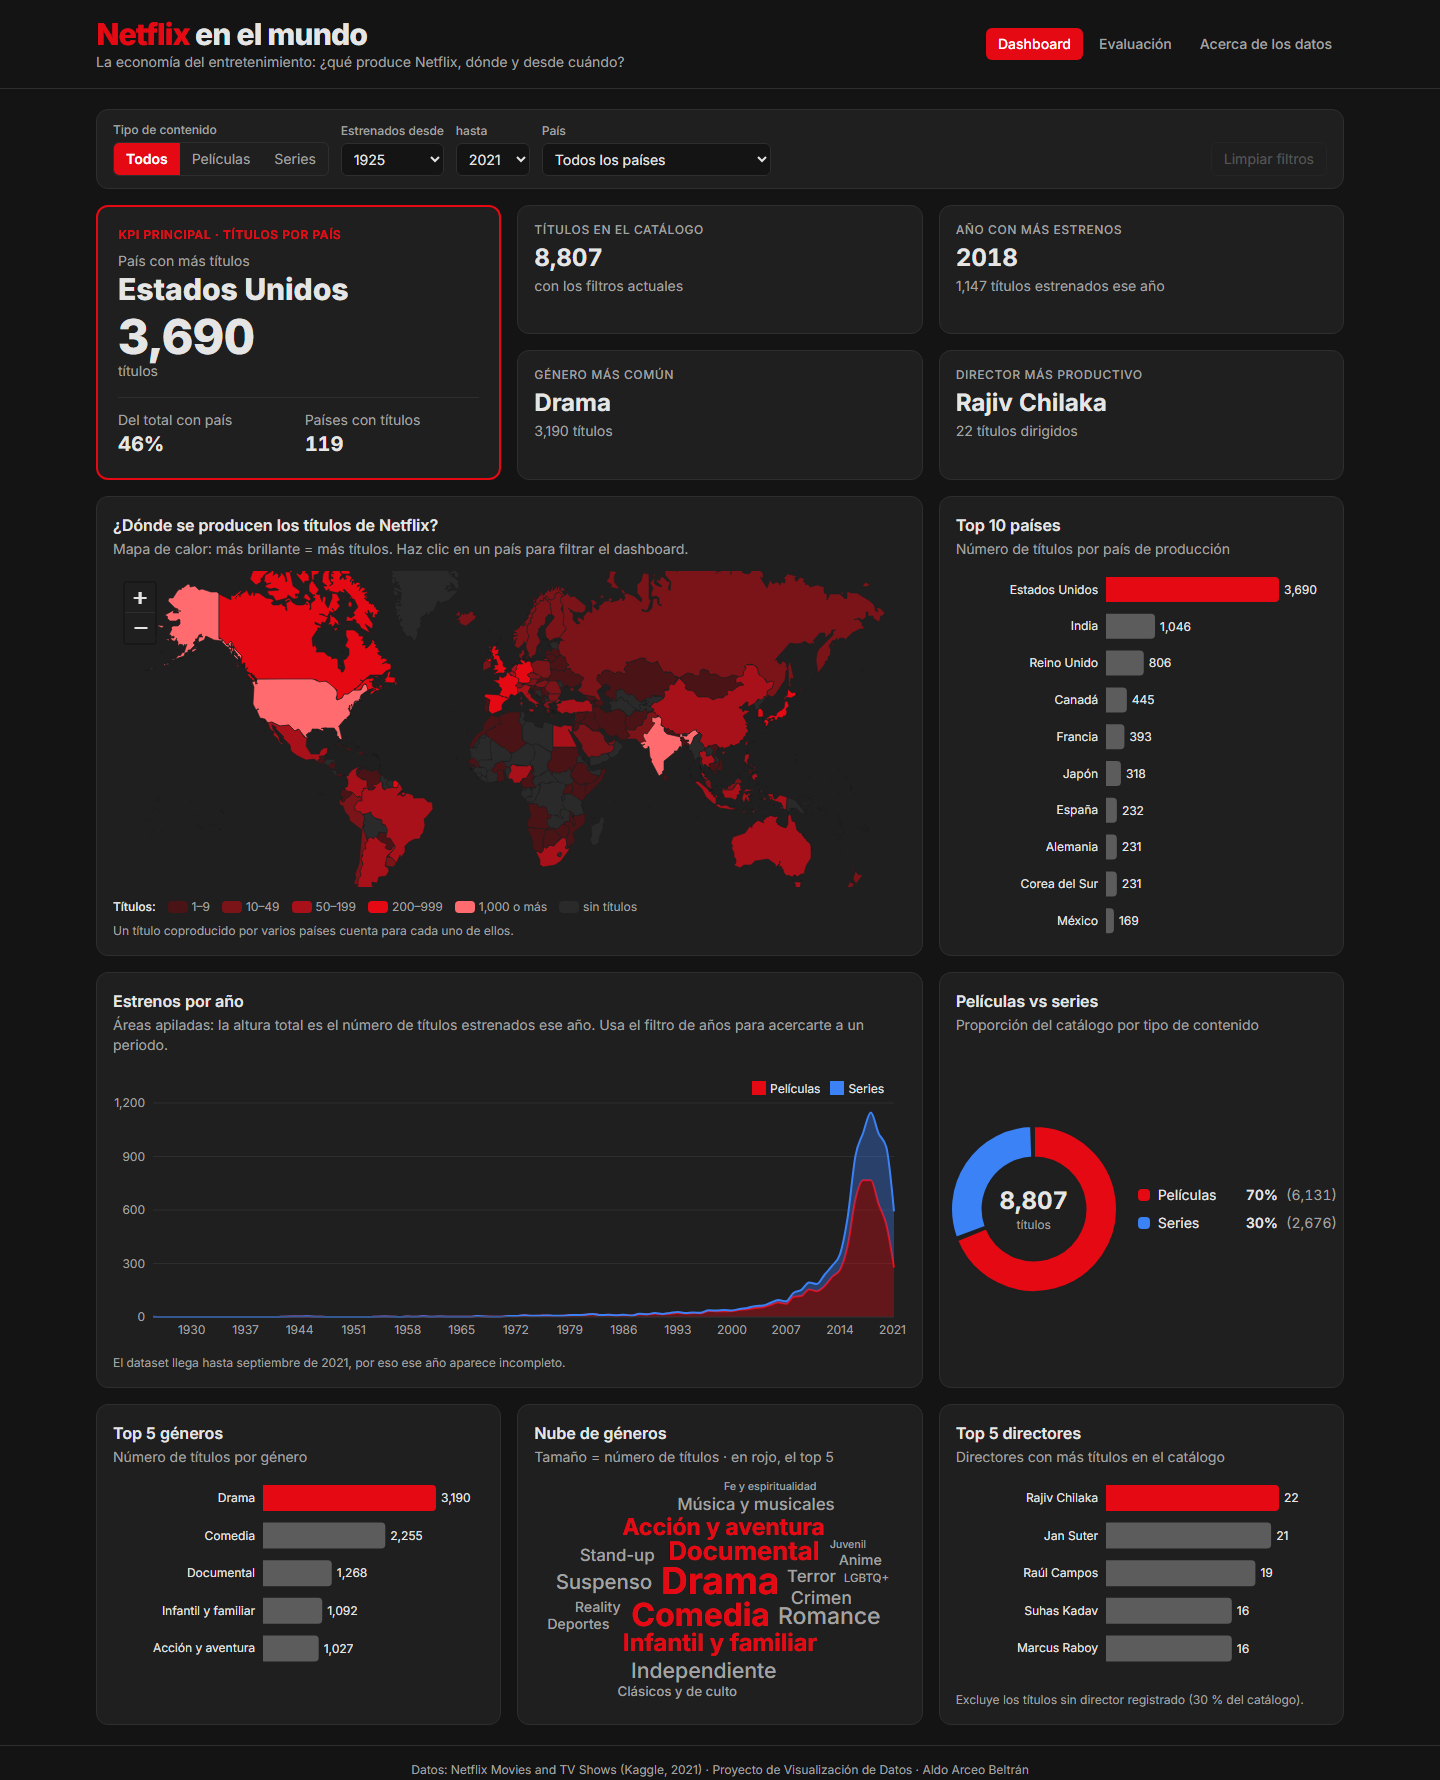 Netflix en el mundo
La economía del entretenimiento: ¿qué produce Netflix, dónde y desde cuándo?
Dashboard
Evaluación
Acerca de los datos
Tipo de contenido
Todos
Películas
Series
Estrenados desde
1925
hasta
2021
País
Todos los países
Limpiar filtros
KPI PRINCIPAL · TÍTULOS POR PAÍS
País con más títulos
Estados Unidos
3,690
títulos
Del total con país
46%
Países con títulos
119
TÍTULOS EN EL CATÁLOGO
8,807
con los filtros actuales
AÑO CON MÁS ESTRENOS
2018
1,147 títulos estrenados ese año
GÉNERO MÁS COMÚN
Drama
3,190 títulos
DIRECTOR MÁS PRODUCTIVO
Rajiv Chilaka
22 títulos dirigidos
¿Dónde se producen los títulos de Netflix?
Mapa de calor: más brillante = más títulos. Haz clic en un país para filtrar el dashboard.
+
−
Títulos:
1–9
10–49
50–199
200–999
1,000 o más
sin títulos
Un título coproducido por varios países cuenta para cada uno de ellos.
Top 10 países
Número de títulos por país de producción
Estados Unidos 3,690
India 1,046
Reino Unido 806
Canadá 445
Francia 393
Japón 318
España 232
Alemania 231
Corea del Sur 231
México 169
Estrenos por año
Áreas apiladas: la altura total es el número de títulos estrenados ese año. Usa el filtro de años para acercarte a un
periodo.
Películas
Series
1,200
900
600
300
0
1930 1937 1944 1951 1958 1965 1972 1979 1986 1993 2000 2007 2014 2021
El dataset llega hasta septiembre de 2021, por eso ese año aparece incompleto.
Películas vs series
Proporción del catálogo por tipo de contenido
8,807
títulos
Películas 70% (6,131)
Series 30% (2,676)
Top 5 géneros
Número de títulos por género
Drama 3,190
Comedia 2,255
Documental 1,268
Infantil y familiar 1,092
Acción y aventura 1,027
Nube de géneros
Tamaño = número de títulos · en rojo, el top 5
Fe y espiritualidad
Música y musicales
Acción y aventura
Juvenil
Stand-up
Documental
Anime
Suspenso
Drama
Terror
LGBTQ+
Crimen
Reality
Comedia
Romance
Deportes
Infantil y familiar
Independiente
Clásicos y de culto
Top 5 directores
Directores con más títulos en el catálogo
Rajiv Chilaka 22
Jan Suter 21
Raúl Campos 19
Suhas Kadav 16
Marcus Raboy 16
Excluye los títulos sin director registrado (30 % del catálogo).
Datos: Netflix Movies and TV Shows (Kaggle, 2021) · Proyecto de Visualización de Datos · Aldo Arceo Beltrán